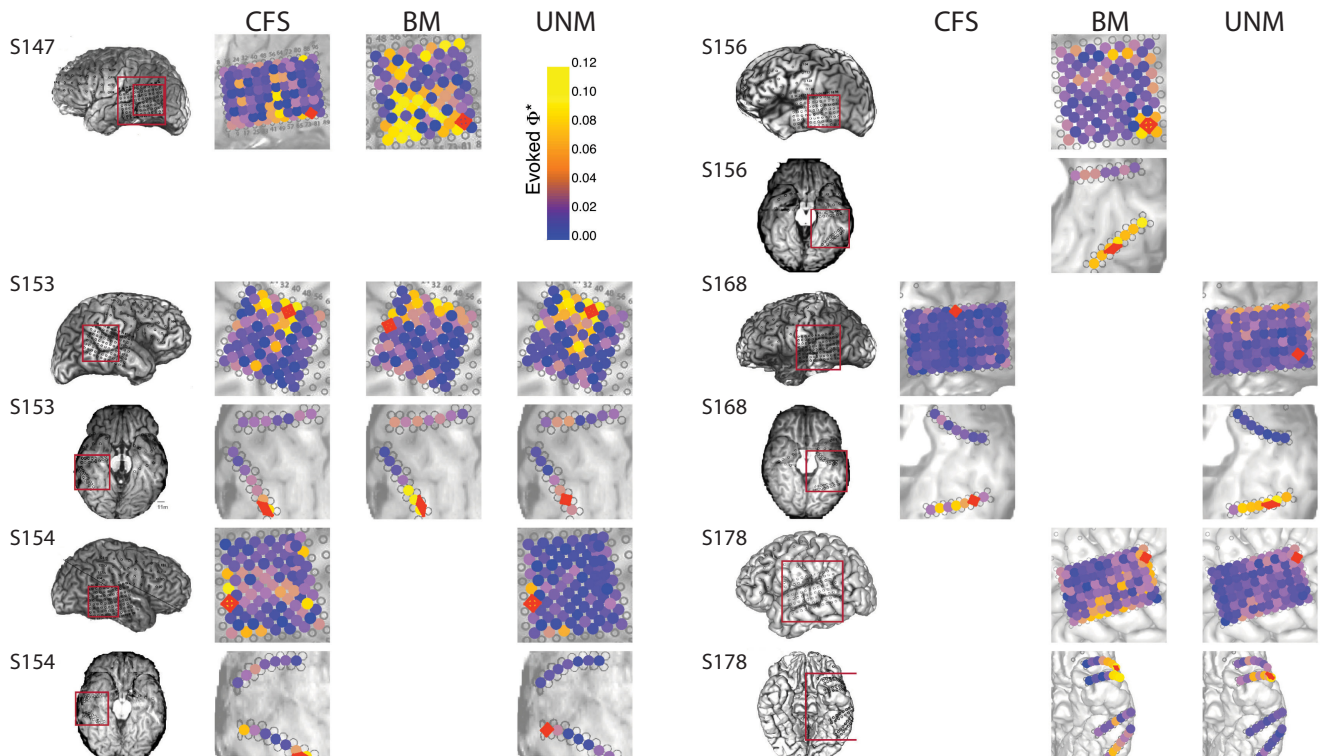 CFS BM UNM CFS BM UNM
S147 S156
0.12
0.10
0.08
0.06
0.04
0.02
0.00
Evoked Φ*
S156
S153 S168
S153 S168
S154 S178
S154 S178